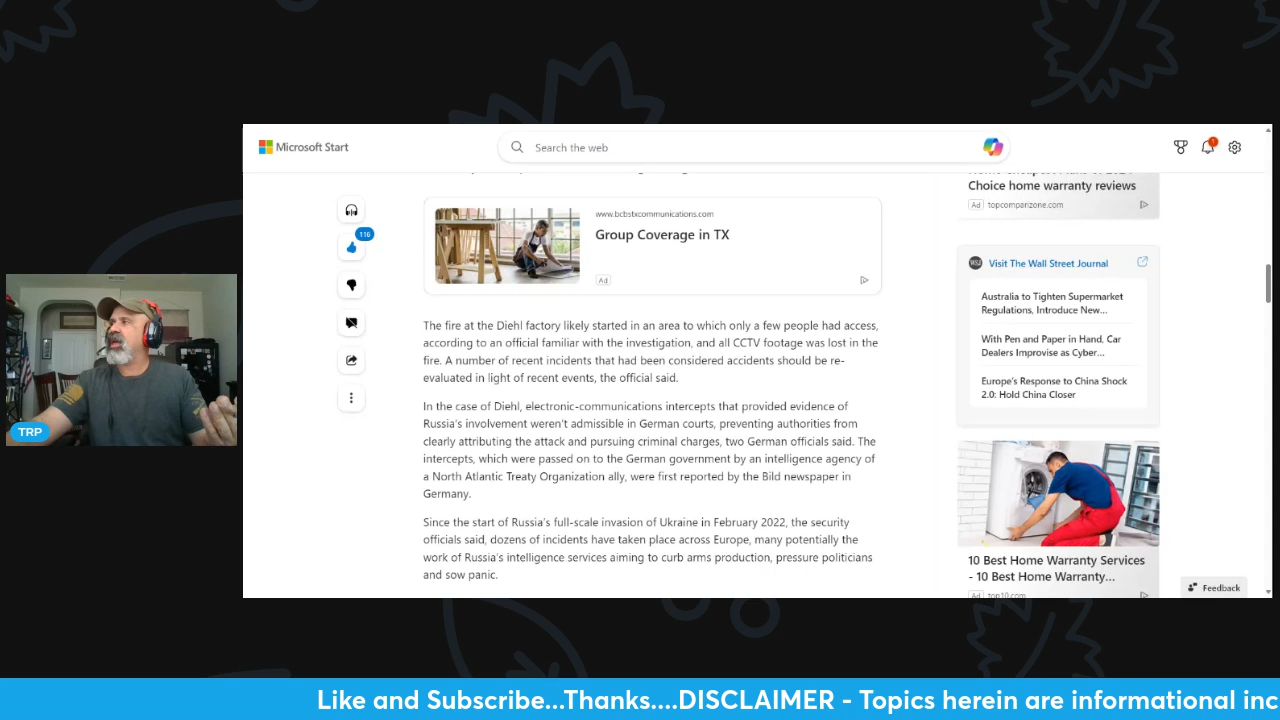 Microsoft Start
Search the web
116
www.bcbstxcommunications.com
Group Coverage in TX
Ad
The fire at the Diehl factory likely started in an area to which only a few people had access,
according to an official familiar with the investigation, and all CCTV footage was lost in the
fire. A number of recent incidents that had been considered accidents should be re-
evaluated in light of recent events, the official said.
In the case of Diehl, electronic-communications intercepts that provided evidence of
Russia's involvement weren't admissible in German courts, preventing authorities from
clearly attributing the attack and pursuing criminal charges, two German officials said. The
intercepts, which were passed on to the German government by an intelligence agency of
a North Atlantic Treaty Organization ally, were first reported by the Bild newspaper in
Germany.
Since the start of Russia's full-scale invasion of Ukraine in February 2022, the security
officials said, dozens of incidents have taken place across Europe, many potentially the
work of Russia's intelligence services aiming to curb arms production, pressure politicians
and sow panic.
Choice home warranty reviews
Ad topcomparizone.com
WSJ Visit The Wall Street Journal
Australia to Tighten Supermarket
Regulations, Introduce New...
With Pen and Paper in Hand, Car
Dealers Improvise as Cyber...
Europe's Response to China Shock
2.0: Hold China Closer
10 Best Home Warranty Services
- 10 Best Home Warranty...
Ad top10.com
Feedback
TRP
Like and Subscribe...Thanks....DISCLAIMER - Topics herein are informational inc